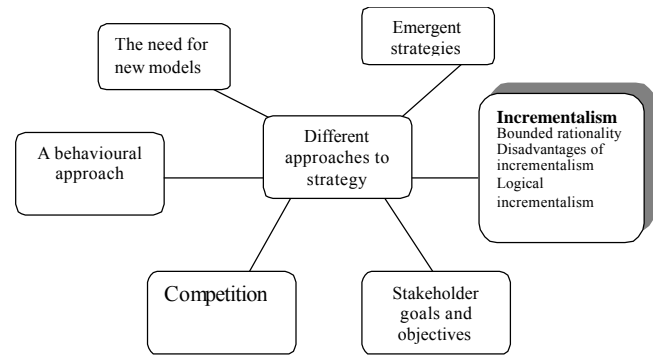 The need for
new models
Emergent
strategies
Incrementalism
Bounded rationality
Disadvantages of
incrementalism
Logical
incrementalism
Different
approaches to
strategy
A behavioural
approach
Competition
Stakeholder
goals and
objectives